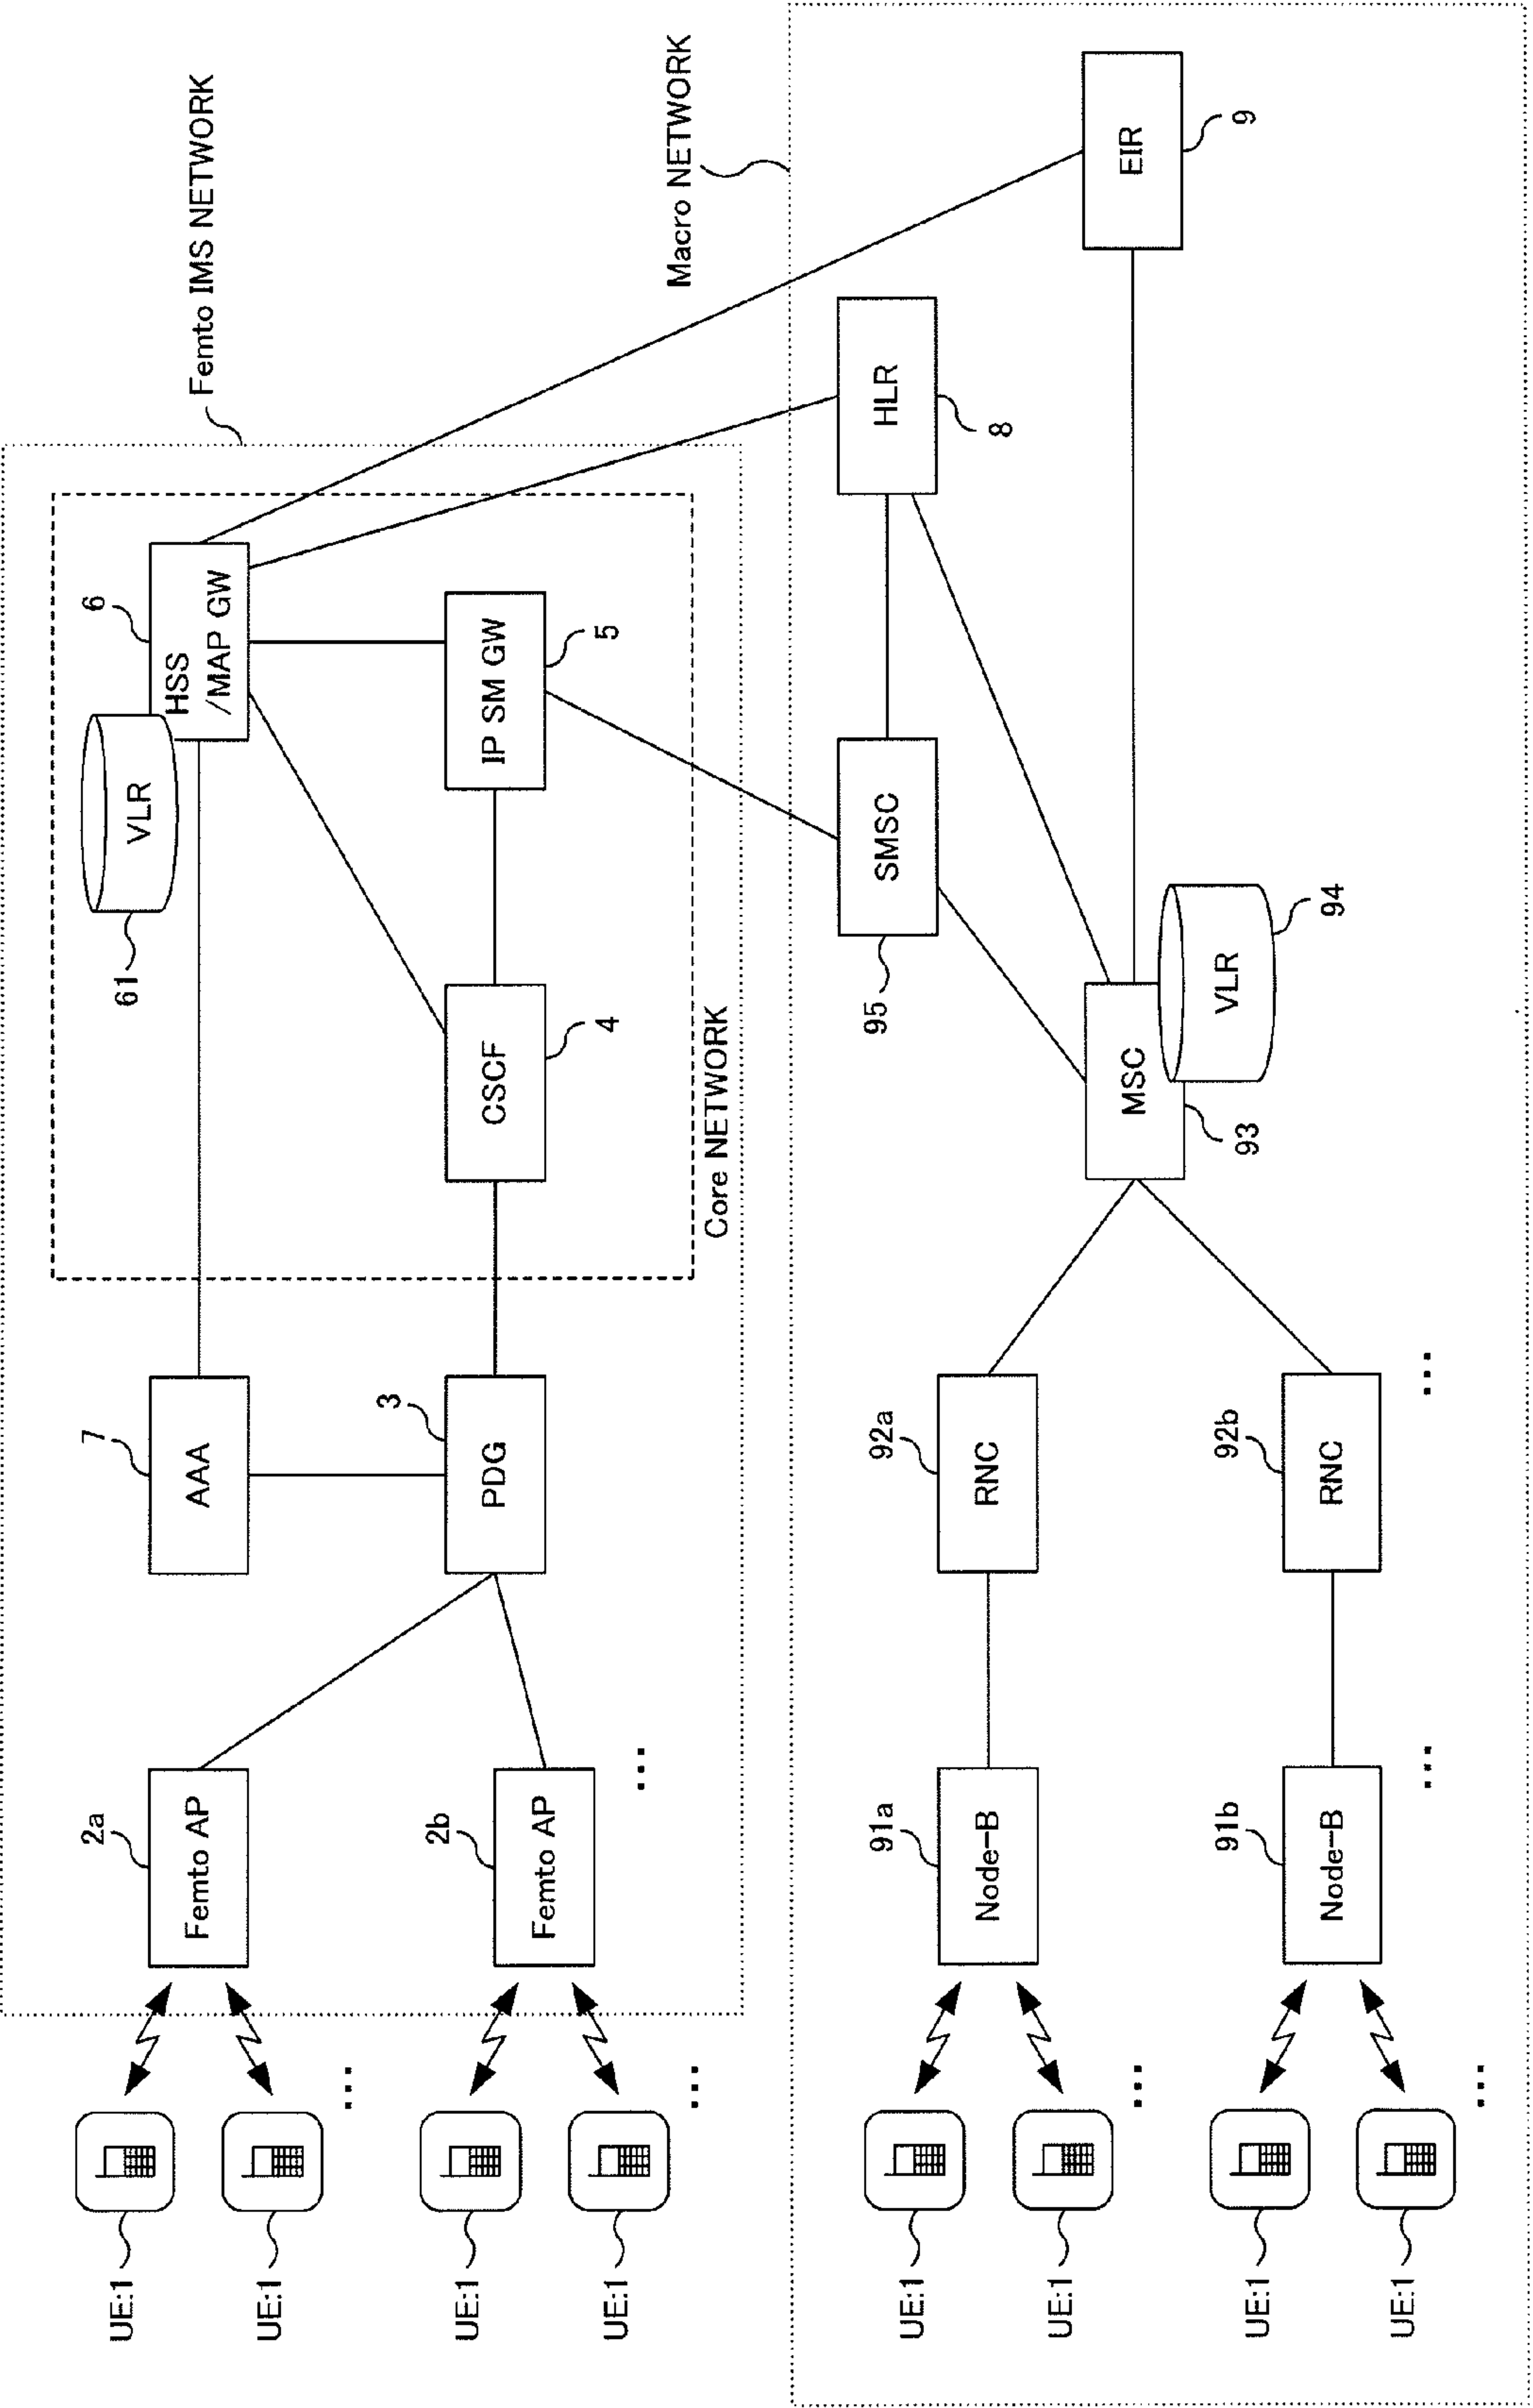 Femto IMS NETWORK
Core NETWORK
UE:1
UE:1
...
UE:1
UE:1
...
2a
Femto AP
2b
Femto AP
...
7
AAA
3
PDG
4
CSCF
61
VLR
6
HSS
/MAP GW
5
IP SM GW
Macro NETWORK
UE:1
UE:1
...
UE:1
UE:1
...
91a
Node-B
91b
Node-B
...
92a
RNC
92b
RNC
...
93
MSC
94
VLR
95
SMSC
8
HLR
9
EIR